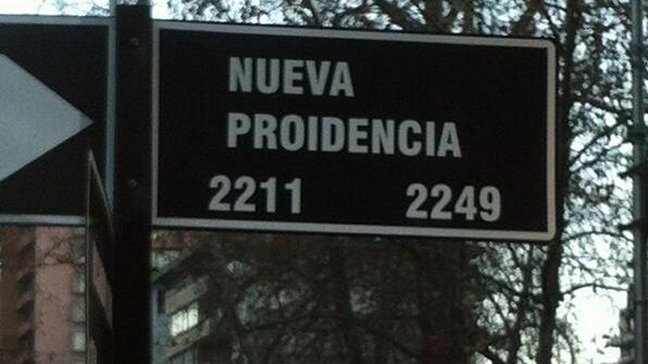 NUEVA
PROIDENCIA
2211 2249